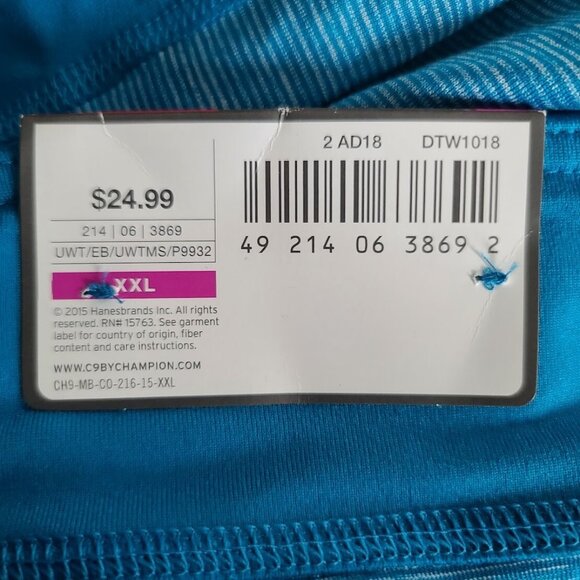 2 AD18 DTW1018
$24.99
214 | 06 | 3869
UWT/EB/UWTMS/P9932
XXL
49 214 06 3869 2
© 2015 Hanesbrands Inc. All rights
reserved. RN# 15763. See garment
label for country of origin, fiber
content and care instructions.
WWW.C9BYCHAMPION.COM
CH9-MB-CO-216-15-XXL